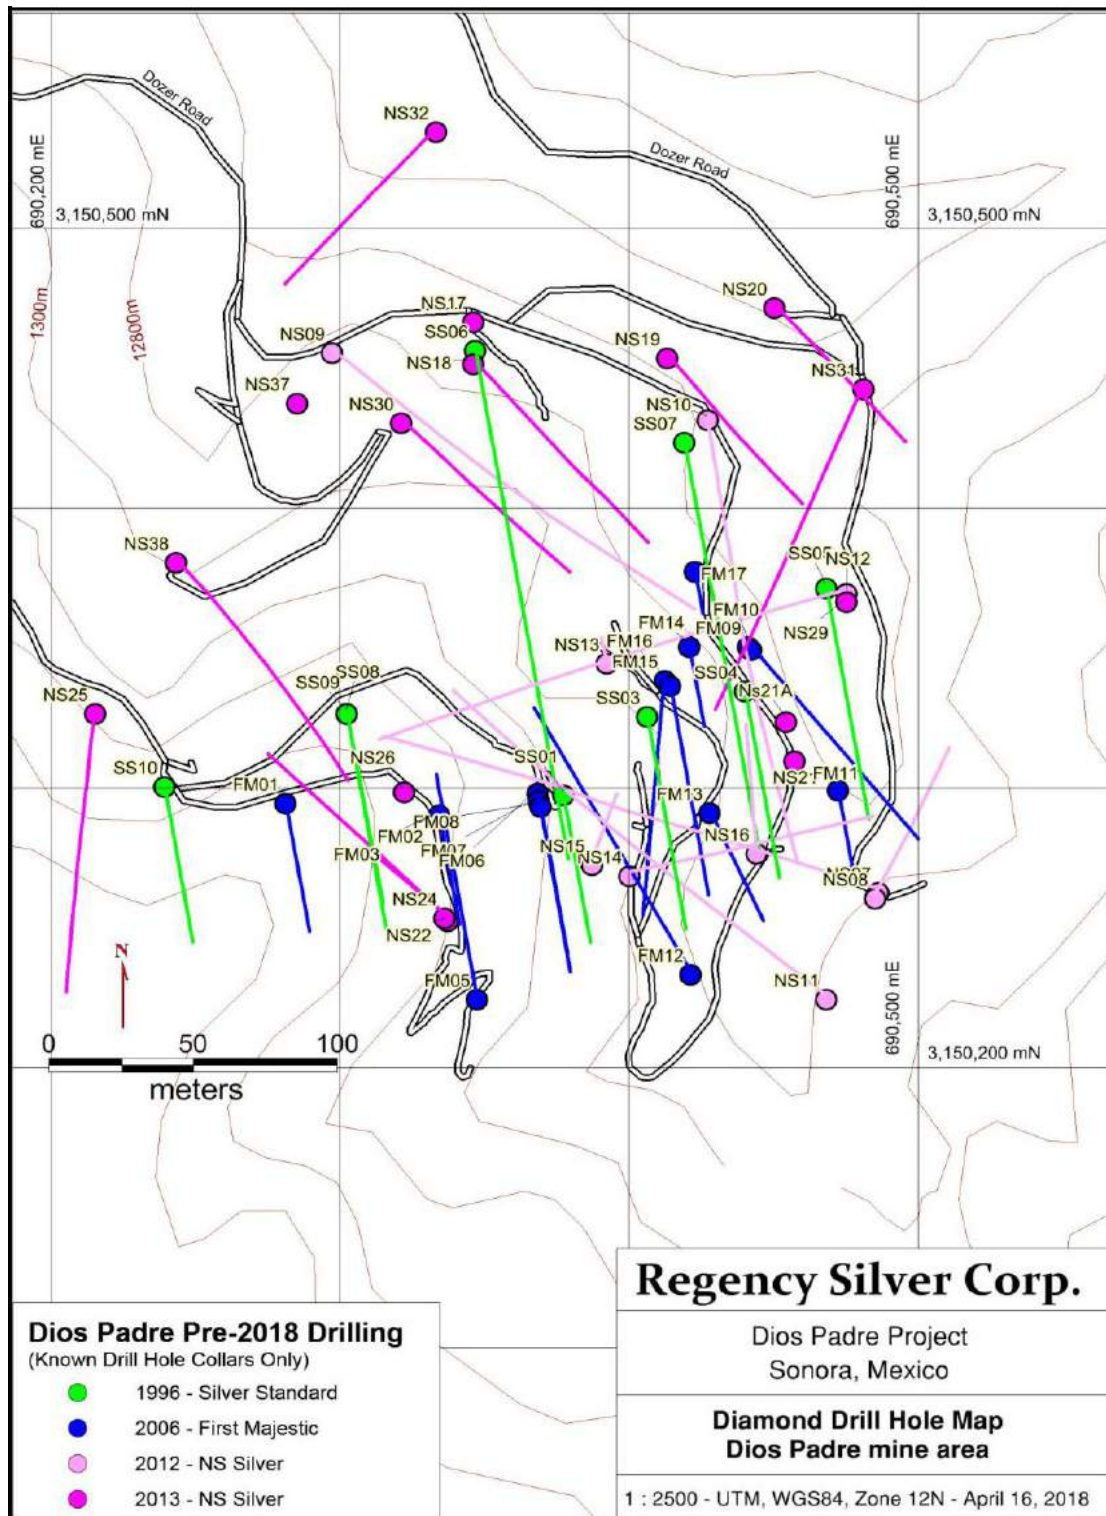 Dozer Road
NS32
Dozer Road
690,200 mE
690,500 mE
3,150,500 mN
3,150,500 mN
1300m
12800m
NS20
NS17
NS09
SS06
NS19
NS18
NS31
NS37
NS30
NS10
SS07
NS38
FM17
SS05
NS12
FM10
FM14
FM09
NS29
NS13
FM16
FM15
SS08
SS04
Ns21A
SS09
SS03
NS25
NS26
SS01
SS10
FM01
NS21
FM11
FM13
FM08
FM02
NS16
FM07
FM03
FM06
NS15
NS14
NS07
NS08
NS24
NS22
FM12
FM05
NS11
N
690,500 mE
3,150,200 mN
0 50 100
meters
Regency Silver Corp.
Dios Padre Project
Sonora, Mexico
Diamond Drill Hole Map
Dios Padre mine area
1 : 2500 - UTM, WGS84, Zone 12N - April 16, 2018
Dios Padre Pre-2018 Drilling
(Known Drill Hole Collars Only)
1996 - Silver Standard
2006 - First Majestic
2012 - NS Silver
2013 - NS Silver